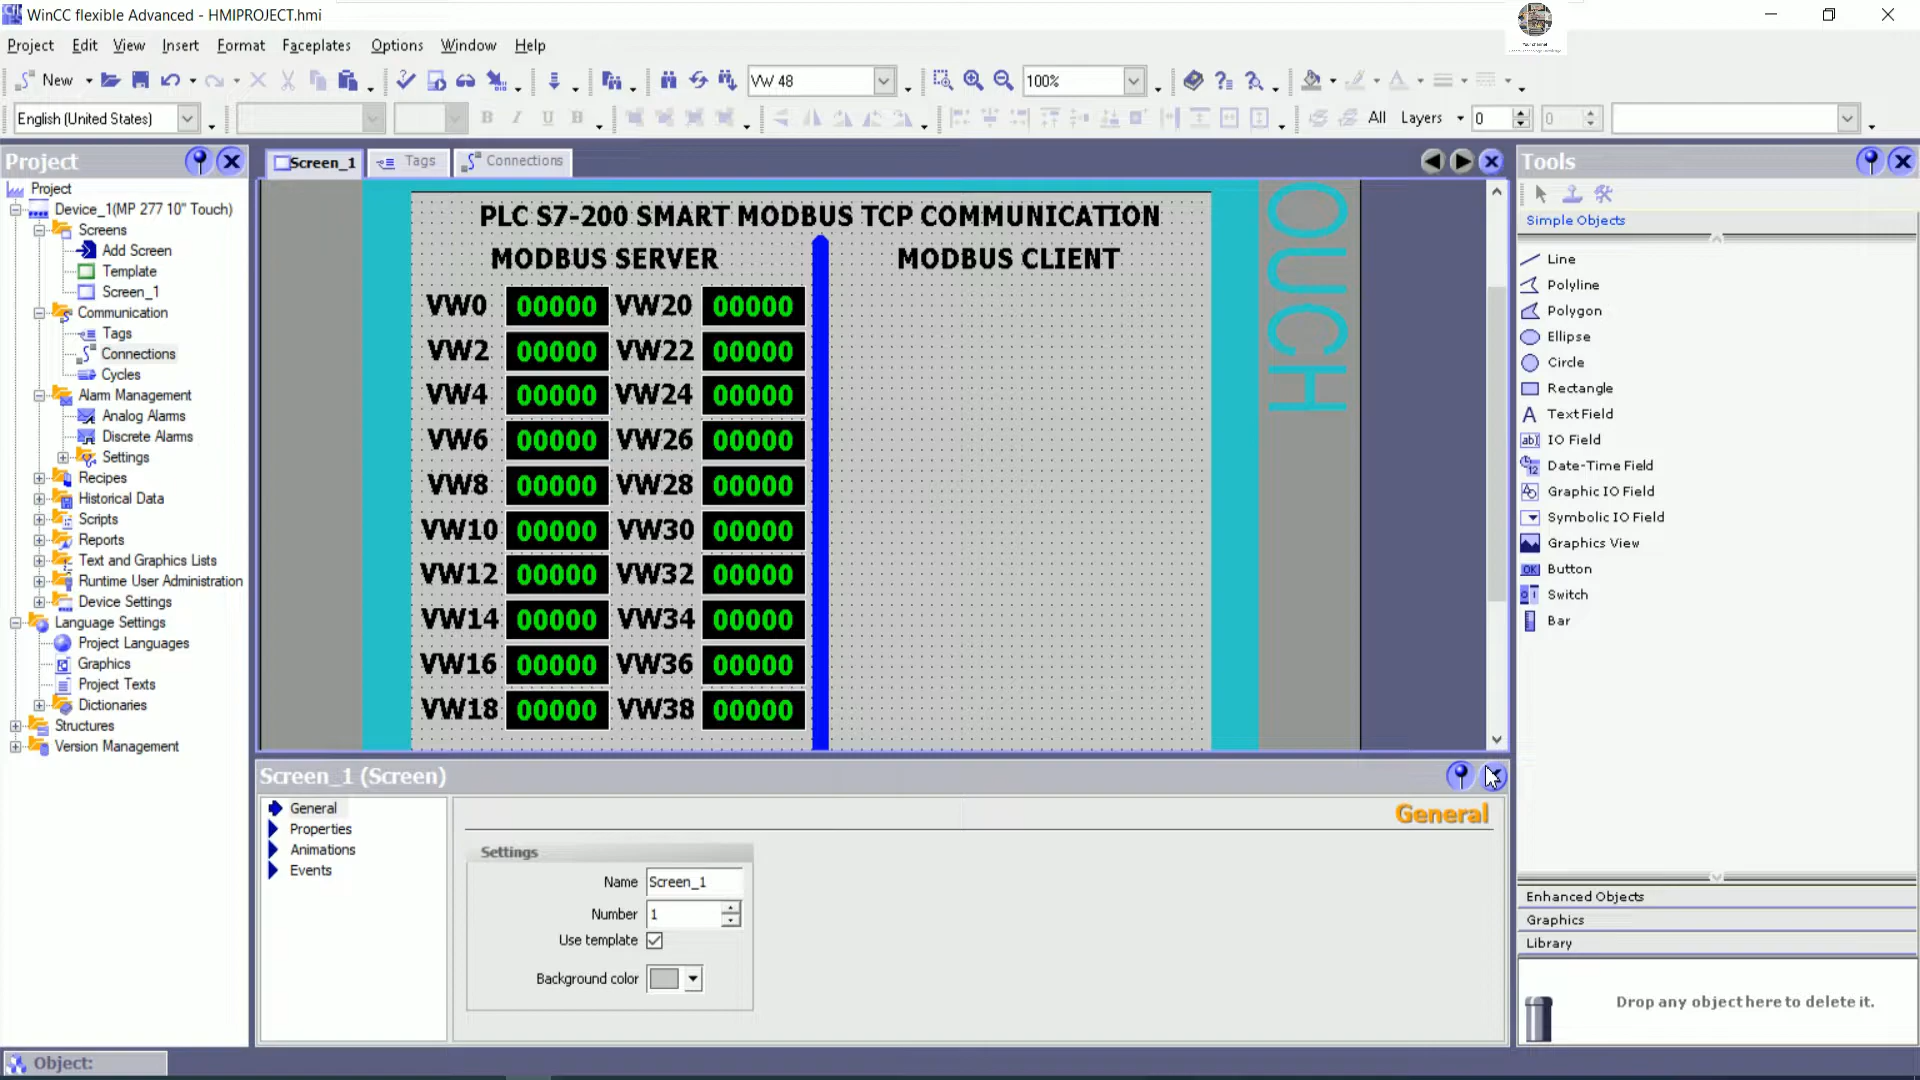 WinCC flexible Advanced - HMIPROJECT.hmi
Project Edit View Insert Format Faceplates Options Window Help
New VW 48 100%
English (United States) B I U B All Layers 0 0
Project
Project
Device_1(MP 277 10" Touch)
Screens
Add Screen
Template
Screen_1
Communication
Tags
Connections
Cycles
Alarm Management
Analog Alarms
Discrete Alarms
Settings
Recipes
Historical Data
Scripts
Reports
Text and Graphics Lists
Runtime User Administration
Device Settings
Language Settings
Project Languages
Graphics
Project Texts
Dictionaries
Structures
Version Management
Screen_1 Tags Connections
PLC S7-200 SMART MODBUS TCP COMMUNICATION
MODBUS SERVER MODBUS CLIENT
VW0 00000 VW20 00000
VW2 00000 VW22 00000
VW4 00000 VW24 00000
VW6 00000 VW26 00000
VW8 00000 VW28 00000
VW10 00000 VW30 00000
VW12 00000 VW32 00000
VW14 00000 VW34 00000
VW16 00000 VW36 00000
VW18 00000 VW38 00000
OUCH
Screen_1 (Screen)
General
Properties
Animations
Events
General
Settings
Name Screen_1
Number 1
Use template
Background color
Tools
Simple Objects
Line
Polyline
Polygon
Ellipse
Circle
Rectangle
Text Field
IO Field
Date-Time Field
Graphic IO Field
Symbolic IO Field
Graphics View
Button
Switch
Bar
Enhanced Objects
Graphics
Library
Drop any object here to delete it.
Object: